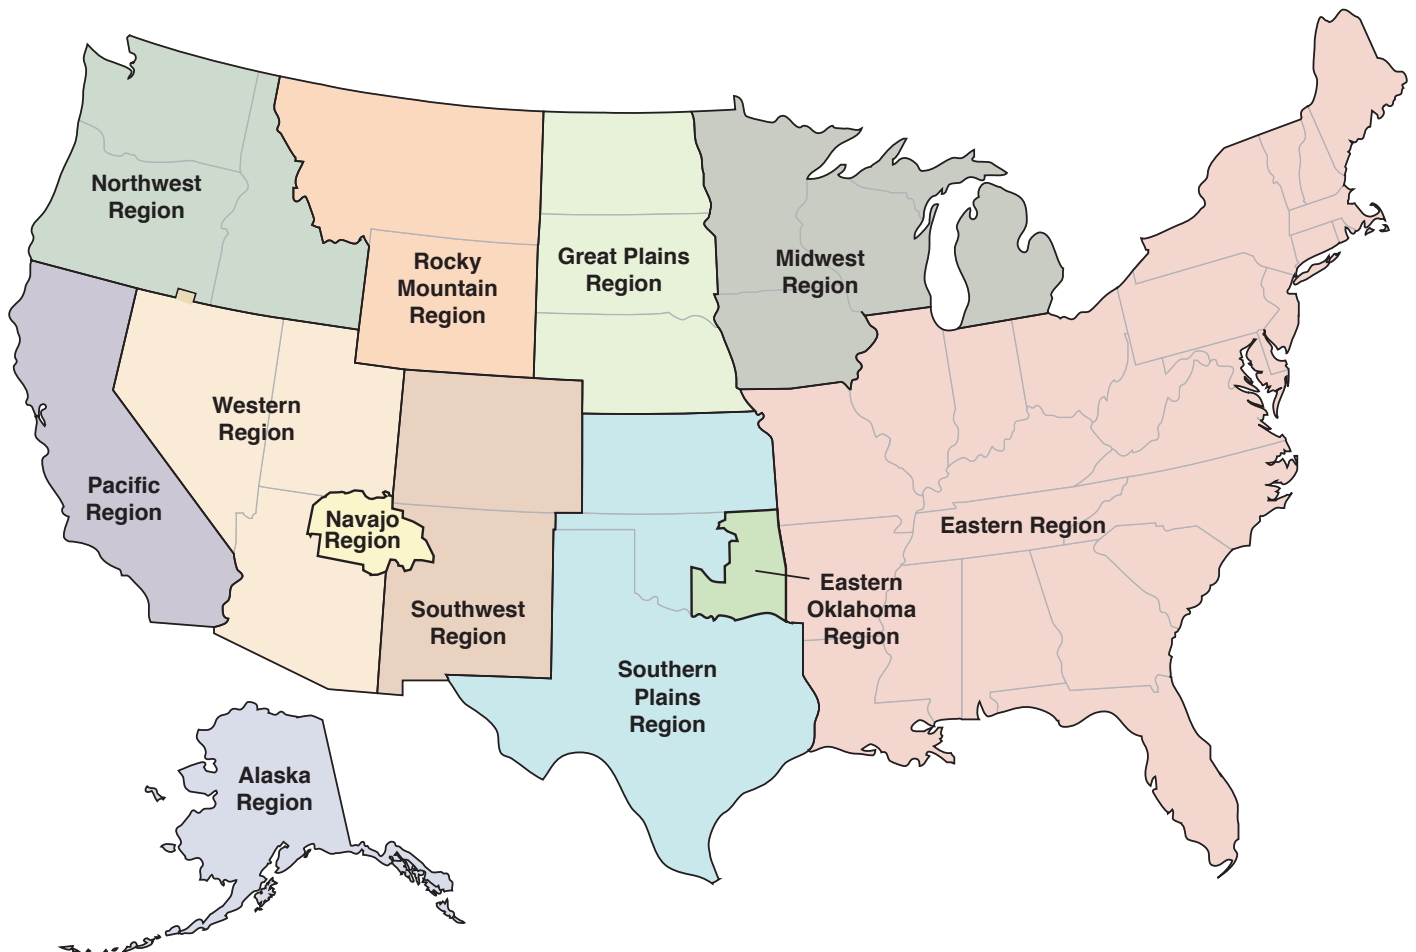 Northwest
Region
Rocky
Mountain
Region
Great Plains
Region
Midwest
Region
Western
Region
Pacific
Region
Navajo
Region
Eastern Region
Southwest
Region
Eastern
Oklahoma
Region
Southern
Plains
Region
Alaska
Region